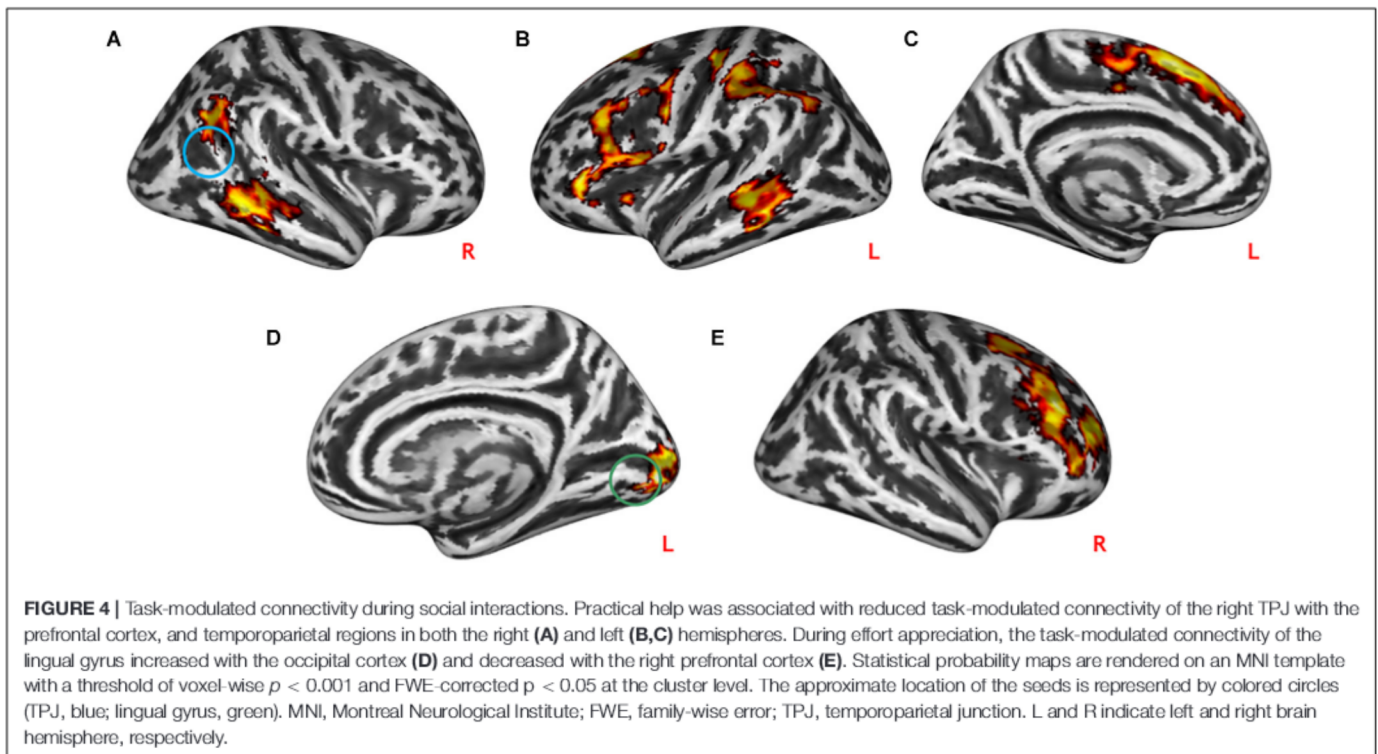 A
B
C
R
L
L
D
E
L
R
FIGURE 4 | Task-modulated connectivity during social interactions. Practical help was associated with reduced task-modulated connectivity of the right TPJ with the
prefrontal cortex, and temporoparietal regions in both the right (A) and left (B,C) hemispheres. During effort appreciation, the task-modulated connectivity of the
lingual gyrus increased with the occipital cortex (D) and decreased with the right prefrontal cortex (E). Statistical probability maps are rendered on an MNI template
with a threshold of voxel-wise p < 0.001 and FWE-corrected p < 0.05 at the cluster level. The approximate location of the seeds is represented by colored circles
(TPJ, blue; lingual gyrus, green). MNI, Montreal Neurological Institute; FWE, family-wise error; TPJ, temporoparietal junction. L and R indicate left and right brain
hemisphere, respectively.